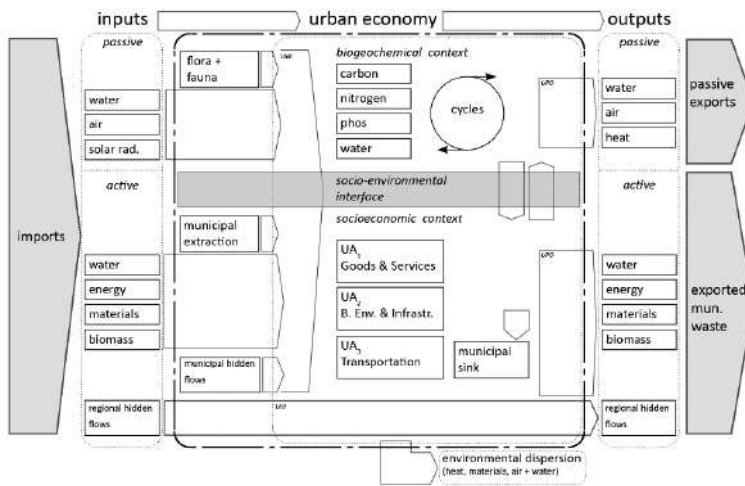 inputs
urban economy
outputs
passive
biogeochemical context
passive
flora +
fauna
carbon
nitrogen
phos
water
cycles
water
air
solar rad.
UPO
water
air
heat
passive
exports
active
socio-environmental
interface
active
imports
municipal
extraction
socioeconomic context
UA1
Goods & Services
UPO
UA2
B. Env. & Infrastr.
UA3
Transportation
water
energy
materials
biomass
water
energy
materials
biomass
exported
mun.
waste
municipal hidden
flows
municipal
sink
regional hidden
flows
regional hidden
flows
environmental dispersion
(heat, materials, air + water)